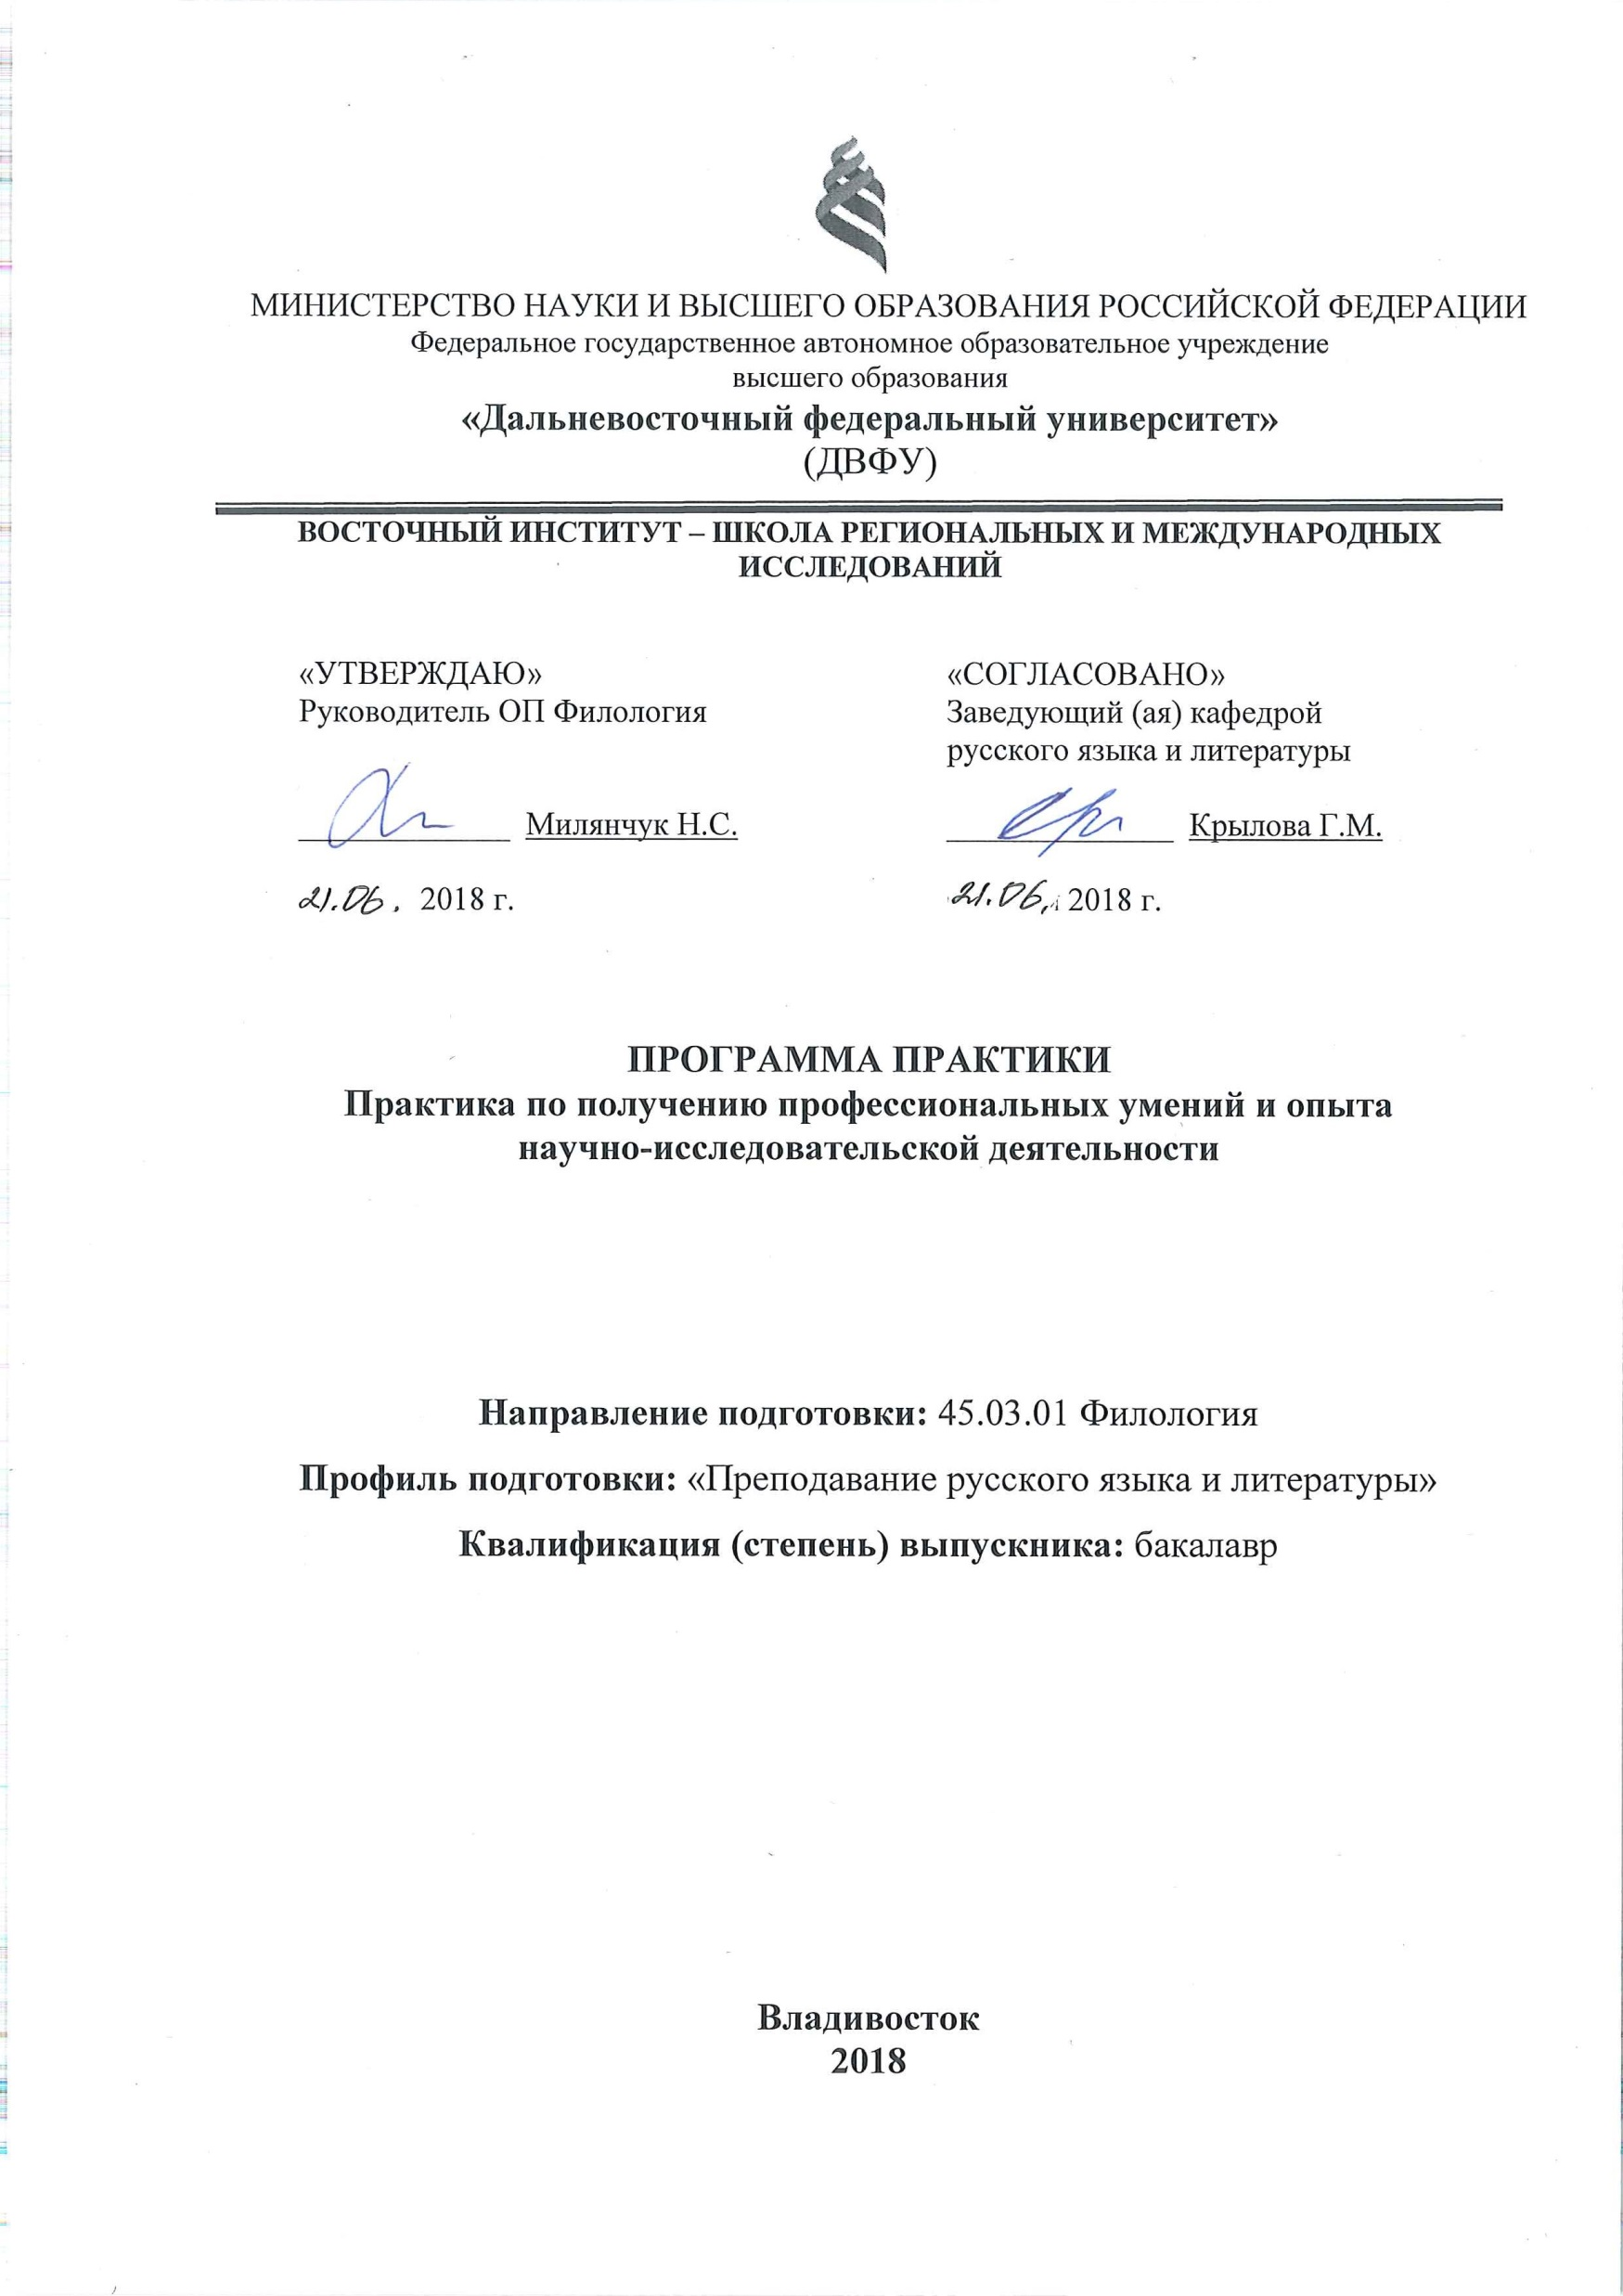 МИНИСТЕРСТВО НАУКИ И ВЫСШЕГО ОБРАЗОВАНИЯ РОССИЙСКОЙ ФЕДЕРАЦИИ
Федеральное государственное автономное образовательное учреждение
высшего образования
«Дальневосточный федеральный университет»
(ДВФУ)
ВОСТОЧНЫЙ ИНСТИТУТ – ШКОЛА РЕГИОНАЛЬНЫХ И МЕЖДУНАРОДНЫХ
ИССЛЕДОВАНИЙ
«УТВЕРЖДАЮ»
Руководитель ОП Филология
Милянчук Н.С.
21.06. 2018 г.
«СОГЛАСОВАНО»
Заведующий (ая) кафедрой
русского языка и литературы
Крылова Г.М.
21.06. 2018 г.
ПРОГРАММА ПРАКТИКИ
Практика по получению профессиональных умений и опыта
научно-исследовательской деятельности
Направление подготовки: 45.03.01 Филология
Профиль подготовки: «Преподавание русского языка и литературы»
Квалификация (степень) выпускника: бакалавр
Владивосток
2018